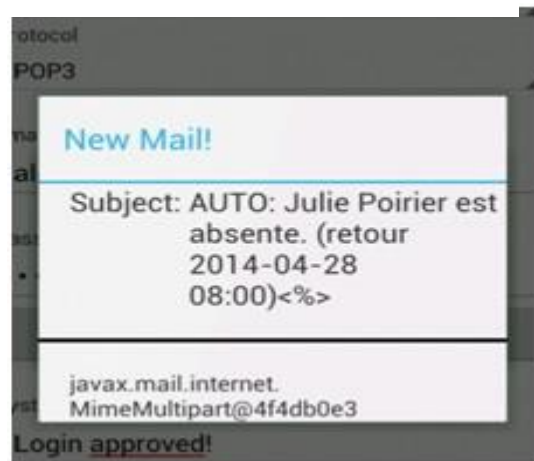 otocol
POP3
New Mail!
Subject: AUTO: Julie Poirier est
absente. (retour
2014-04-28
08:00)<%>
javax.mail.internet.
MimeMultipart@4f4db0e3
Login approved!